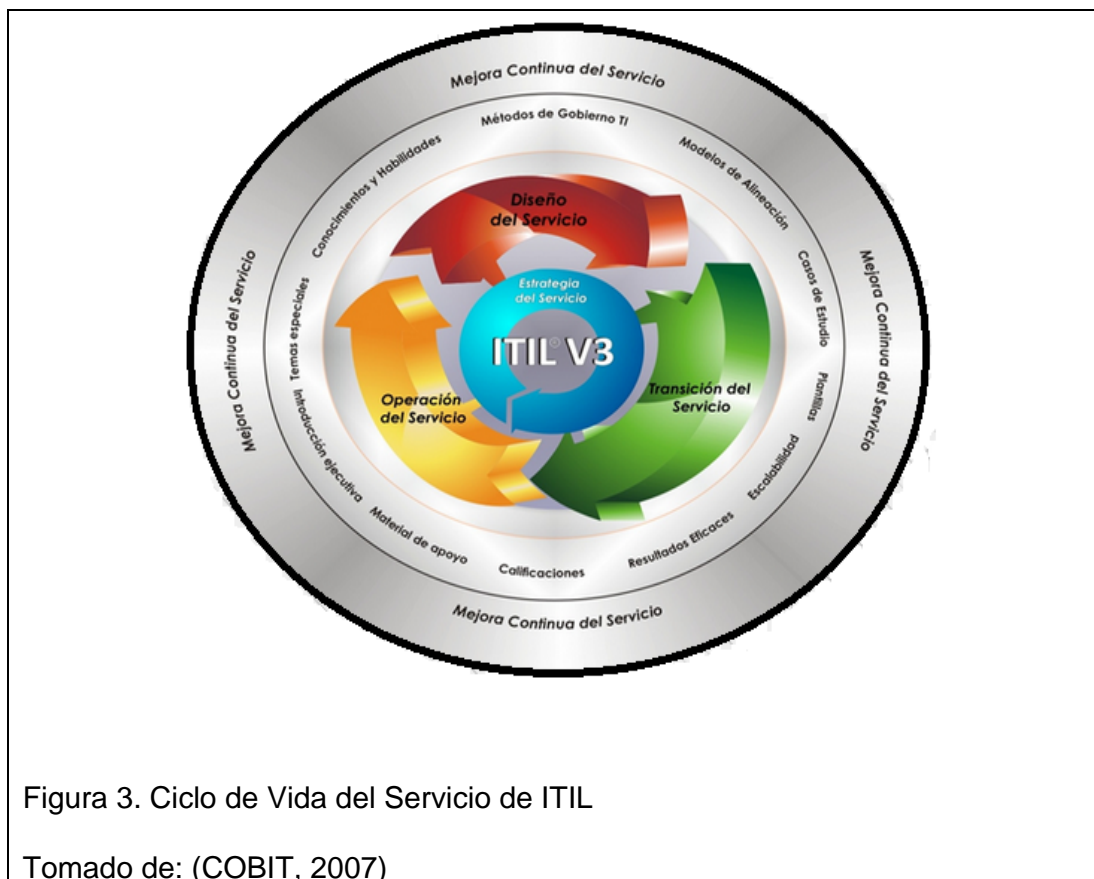 Mejora Continua del Servicio
Métodos de Gobierno TI
Modelos de Alineación
Casos de Estudio
Plantillas
Escalabilidad
Resultados Eficaces
Calificaciones
Material de apoyo
Introducción ejecutiva
Temas especiales
Conocimientos y Habilidades
Mejora Continua del Servicio
Mejora Continua del Servicio
Diseño
del Servicio
Estrategia
del Servicio
ITIL® V3
Operación
del Servicio
Transición del
Servicio
Mejora Continua del Servicio
Figura 3. Ciclo de Vida del Servicio de ITIL
Tomado de: (COBIT, 2007)